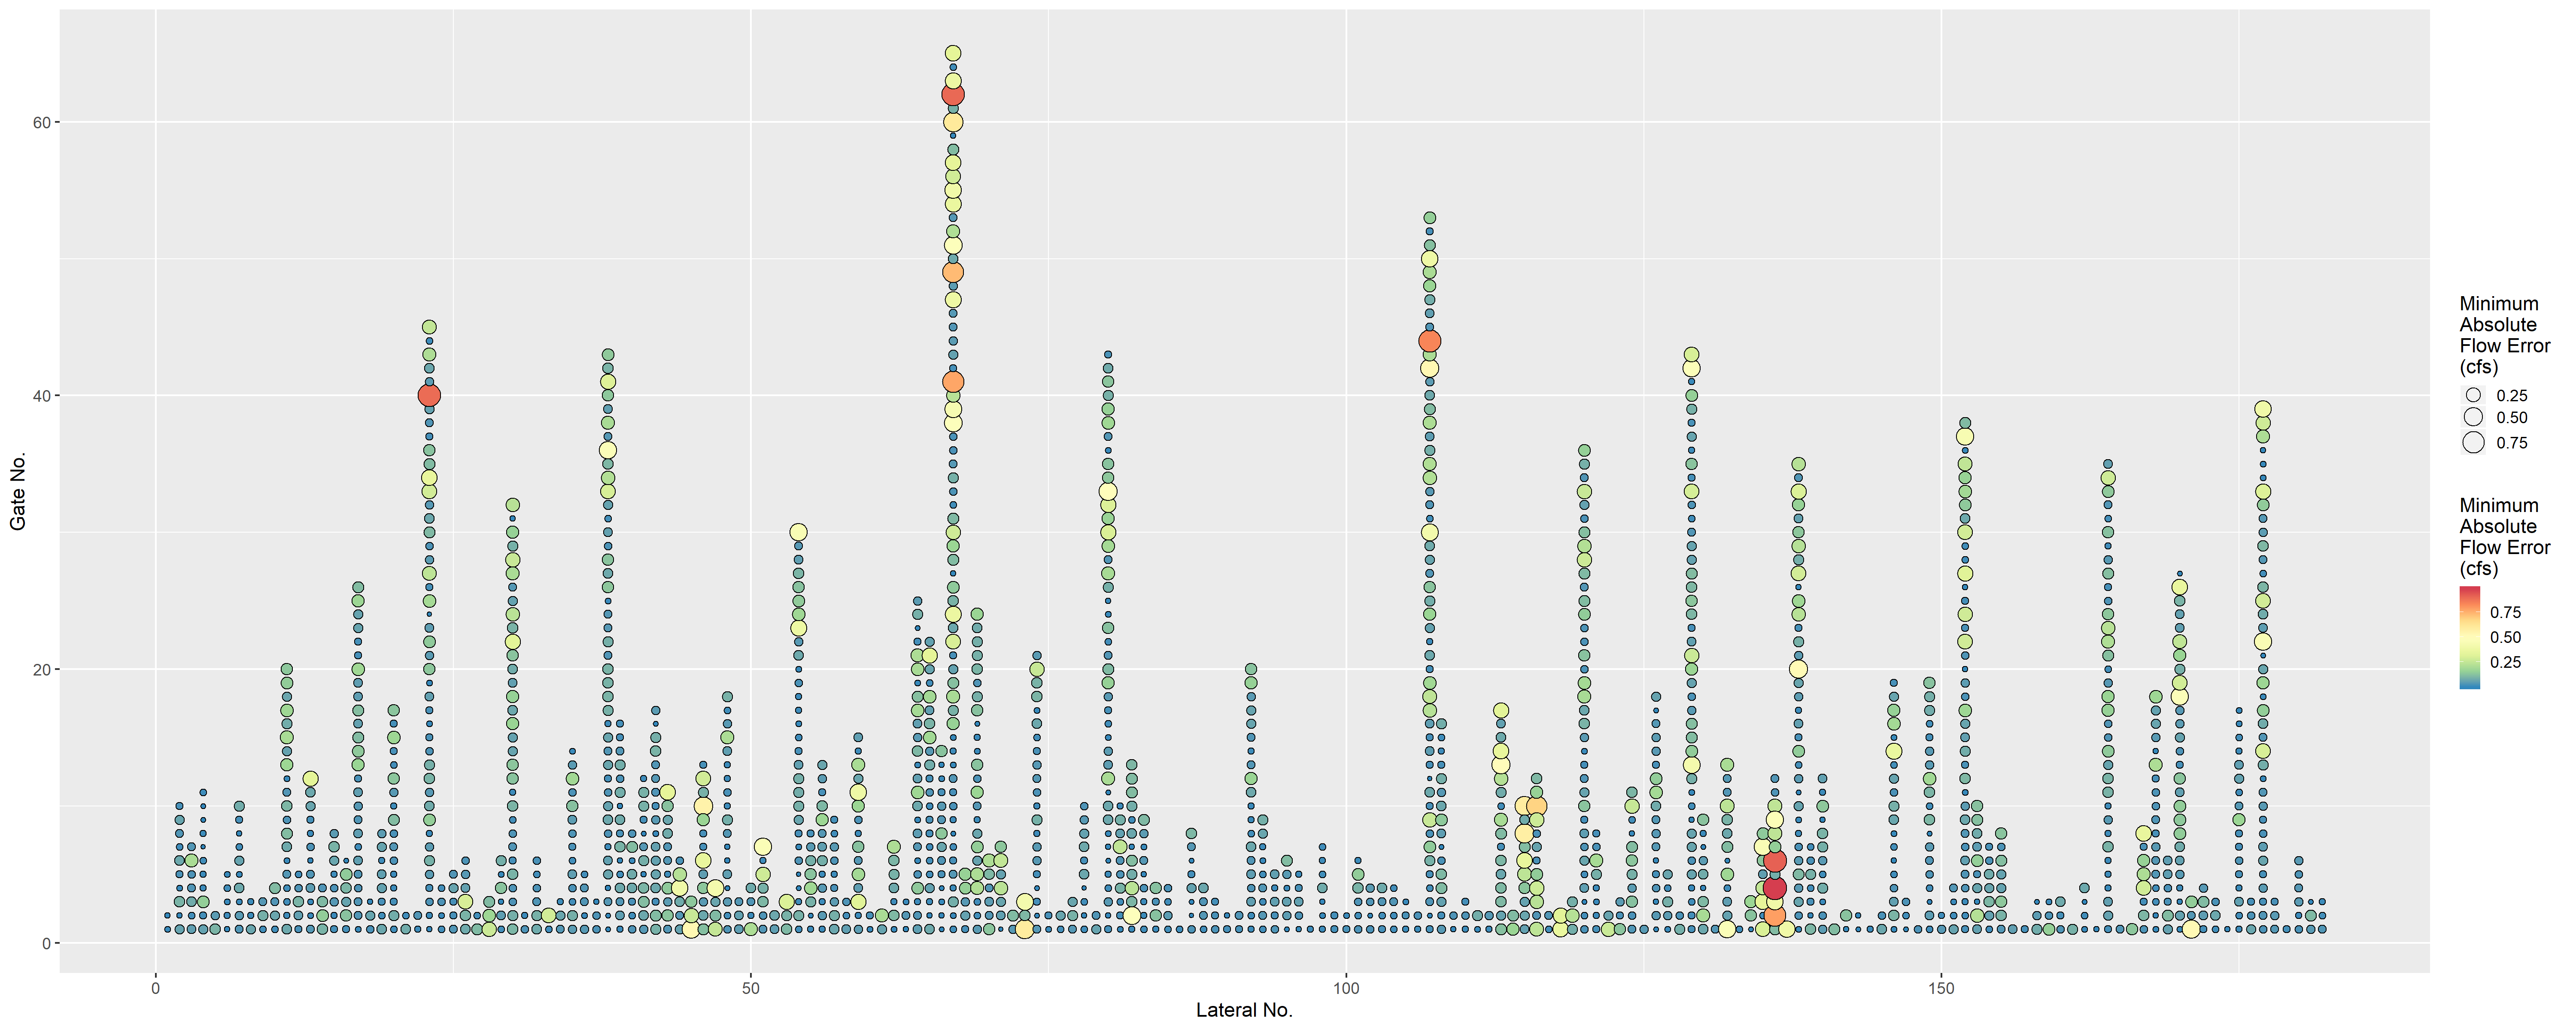 60
40
20
0
Gate No.
0
50
100
150
Lateral No.
Minimum
Absolute
Flow Error
(cfs)
0.25
0.50
0.75
Minimum
Absolute
Flow Error
(cfs)
0.75
0.50
0.25